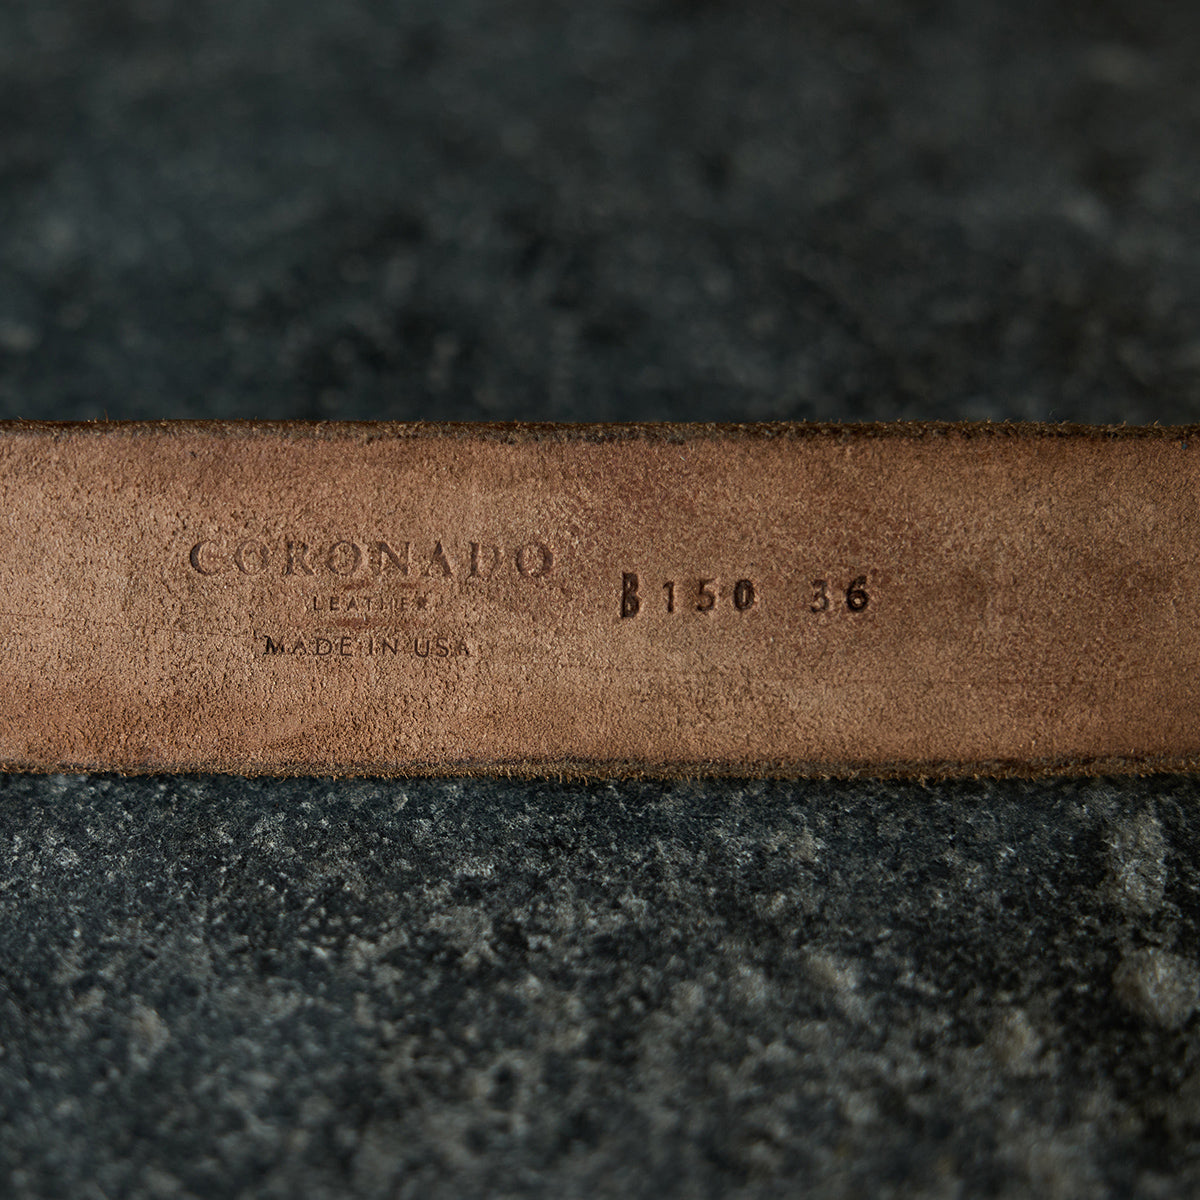 CORONADO
LEATHER
MADE IN USA
B150 36